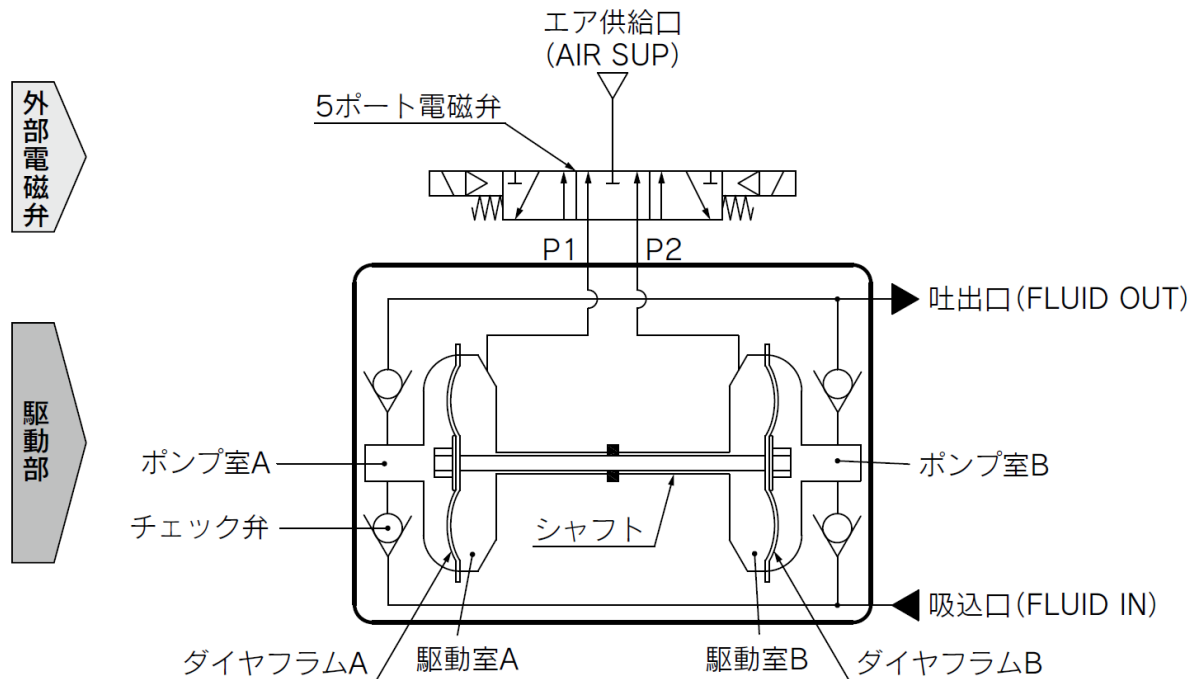 エア供給口
(AIR SUP)
外部電磁弁
5ポート電磁弁
P1
P2
吐出口(FLUID OUT)
駆動部
ポンプ室A
ポンプ室B
チェック弁
シャフト
吸込口(FLUID IN)
ダイヤフラムA
駆動室A
駆動室B
ダイヤフラムB